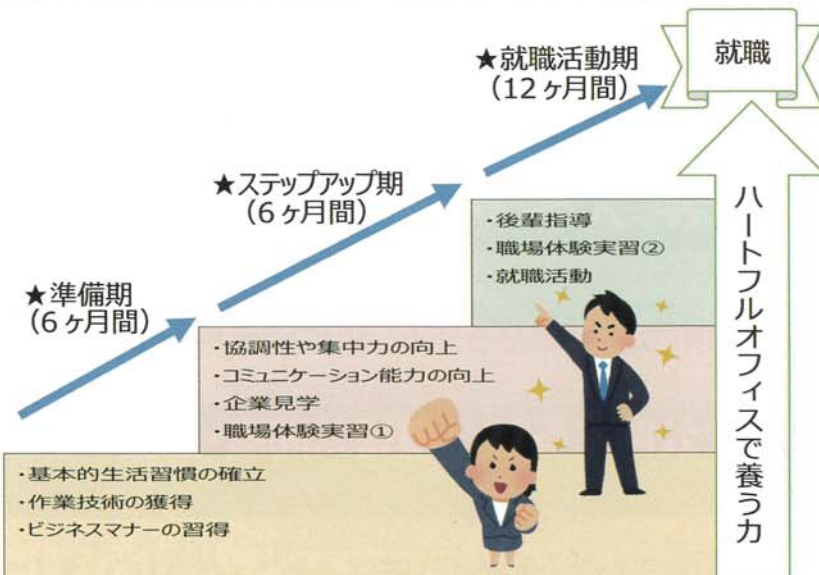 ★就職活動期
(12ヶ月間)
就職
★ステップアップ期
(6ヶ月間)
★準備期
(6ヶ月間)
・後輩指導
・職場体験実習②
・就職活動
・協調性や集中力の向上
・コミュニケーション能力の向上
・企業見学
・職場体験実習①
・基本的生活習慣の確立
・作業技術の獲得
・ビジネスマナーの習得
ハートフルオフィスで養う力